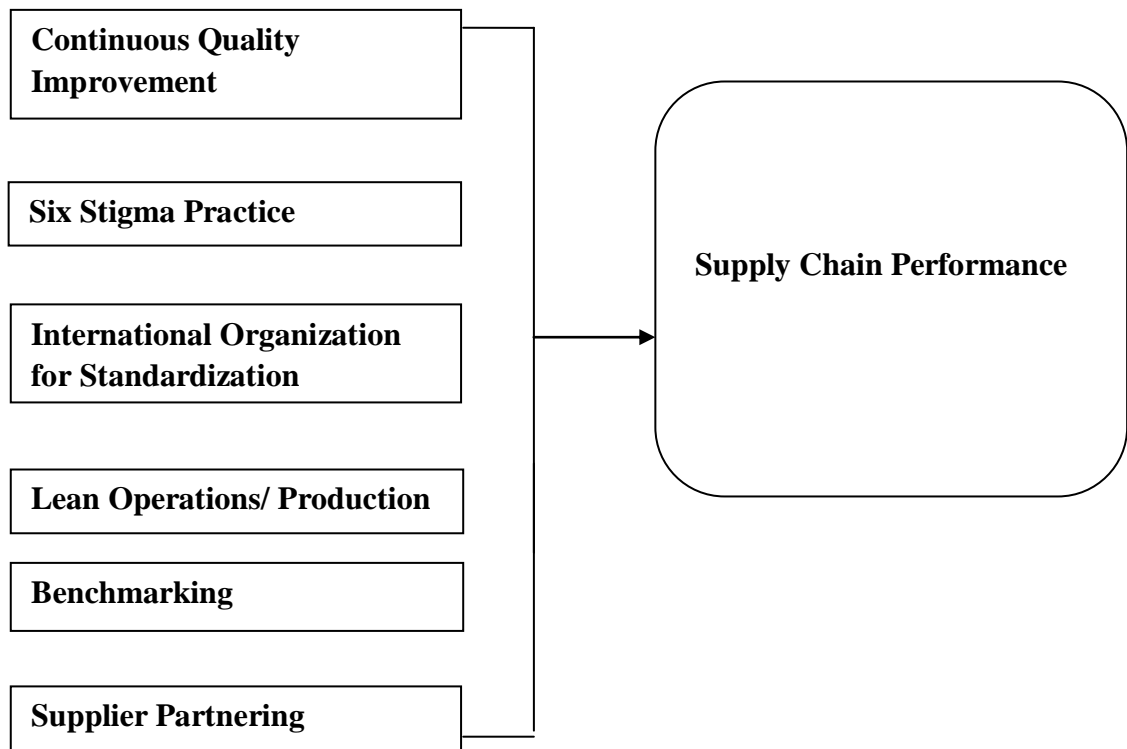 Continuous Quality
Improvement
Six Stigma Practice
International Organization
for Standardization
Lean Operations/ Production
Benchmarking
Supplier Partnering
Supply Chain Performance